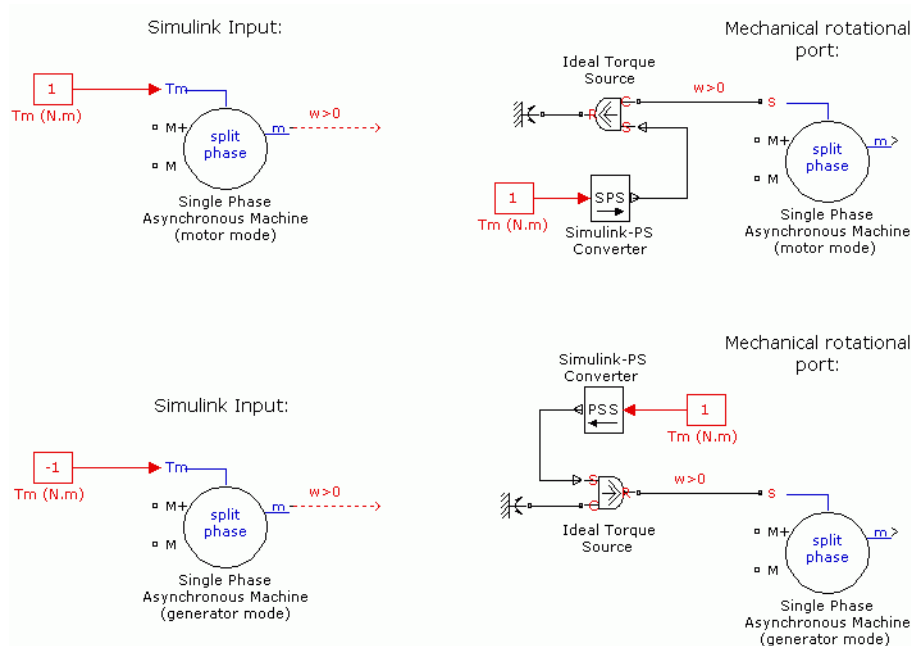 Simulink Input:
1
Tm (N.m)
Tm
M+
M
split
phase
m
w>0
Single Phase
Asynchronous Machine
(motor mode)
Mechanical rotational
port:
Ideal Torque
Source
R
C
S
w>0
S
1
Tm (N.m)
SPS
Simulink-PS
Converter
M+
M
split
phase
m
Single Phase
Asynchronous Machine
(motor mode)
Simulink Input:
-1
Tm (N.m)
Tm
M+
M
split
phase
m
w>0
Single Phase
Asynchronous Machine
(generator mode)
Mechanical rotational
port:
Simulink-PS
Converter
PSS
1
Tm (N.m)
S
C
R
w>0
S
Ideal Torque
Source
M+
M
split
phase
m
Single Phase
Asynchronous Machine
(generator mode)